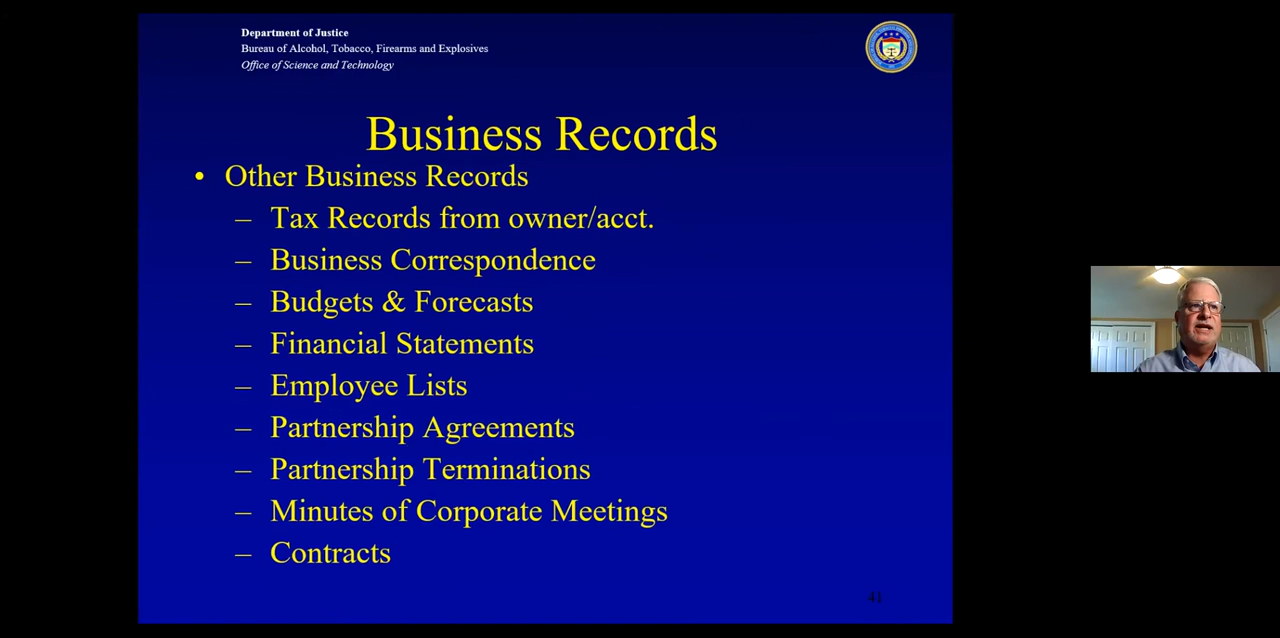 Department of Justice
Bureau of Alcohol, Tobacco, Firearms and Explosives
Office of Science and Technology
Business Records
• Other Business Records
– Tax Records from owner/acct.
– Business Correspondence
– Budgets & Forecasts
– Financial Statements
– Employee Lists
– Partnership Agreements
– Partnership Terminations
– Minutes of Corporate Meetings
– Contracts
41